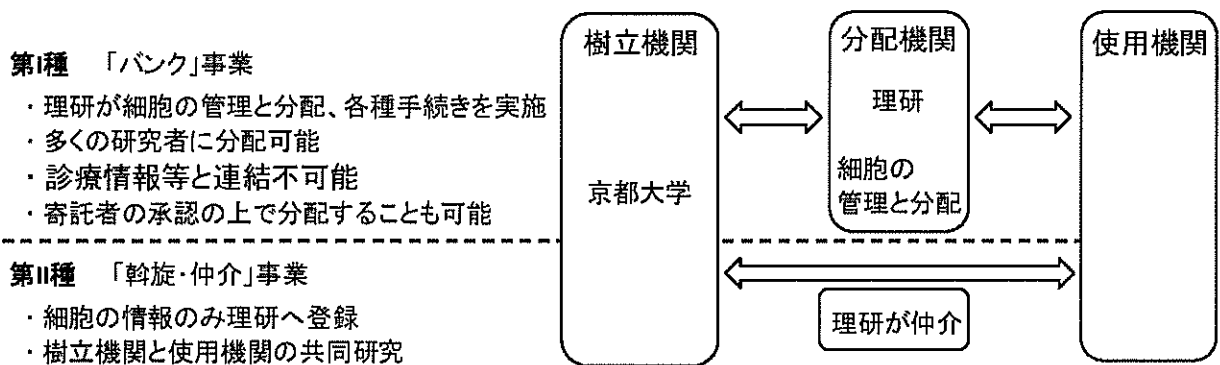 第I種 「バンク」事業
・理研が細胞の管理と分配、各種手続きを実施
・多くの研究者に分配可能
・診療情報等と連結不可能
・寄託者の承認の上で分配することも可能
樹立機関
京都大学
分配機関
理研
細胞の
管理と分配
使用機関
第II種 「斡旋・仲介」事業
・細胞の情報のみ理研へ登録
・樹立機関と使用機関の共同研究
理研が仲介